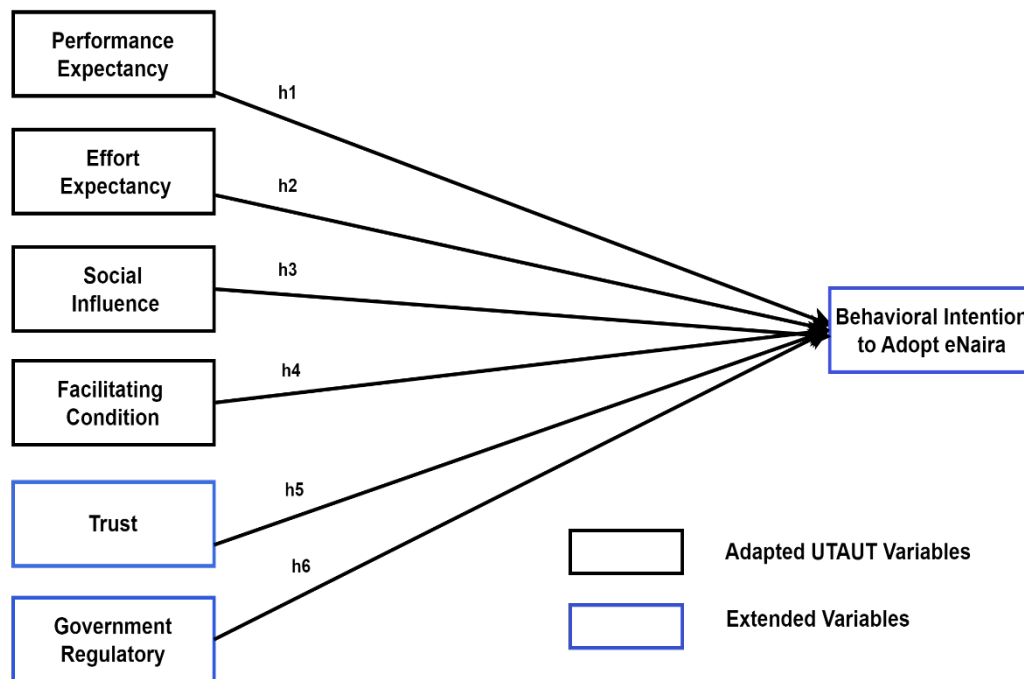 Performance
Expectancy
h1
Effort
Expectancy
h2
Social
Influence
h3
Behavioral Intention
to Adopt eNaira
Facilitating
Condition
h4
Trust
h5
Government
Regulatory
h6
Adapted UTAUT Variables
Extended Variables